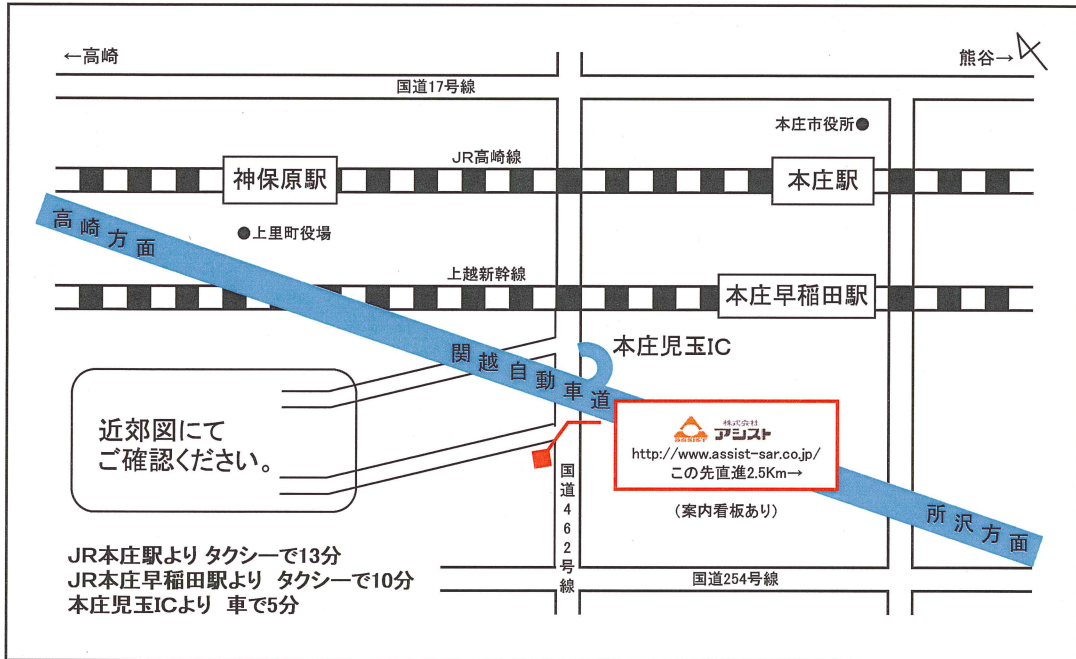 ←高崎
熊谷→
国道17号線
本庄市役所●
JR高崎線
神保原駅
本庄駅
高崎方面
●上里町役場
上越新幹線
本庄早稲田駅
本庄児玉IC
関越自動車道
近郊図にて
ご確認ください。
株式会社
アシスト
ASSIST
http://www.assist-sar.co.jp/
この先直進2.5Km→
(案内看板あり)
国道462号線
所沢方面
JR本庄駅より タクシーで13分
JR本庄早稲田駅より タクシーで10分
本庄児玉ICより 車で5分
国道254号線